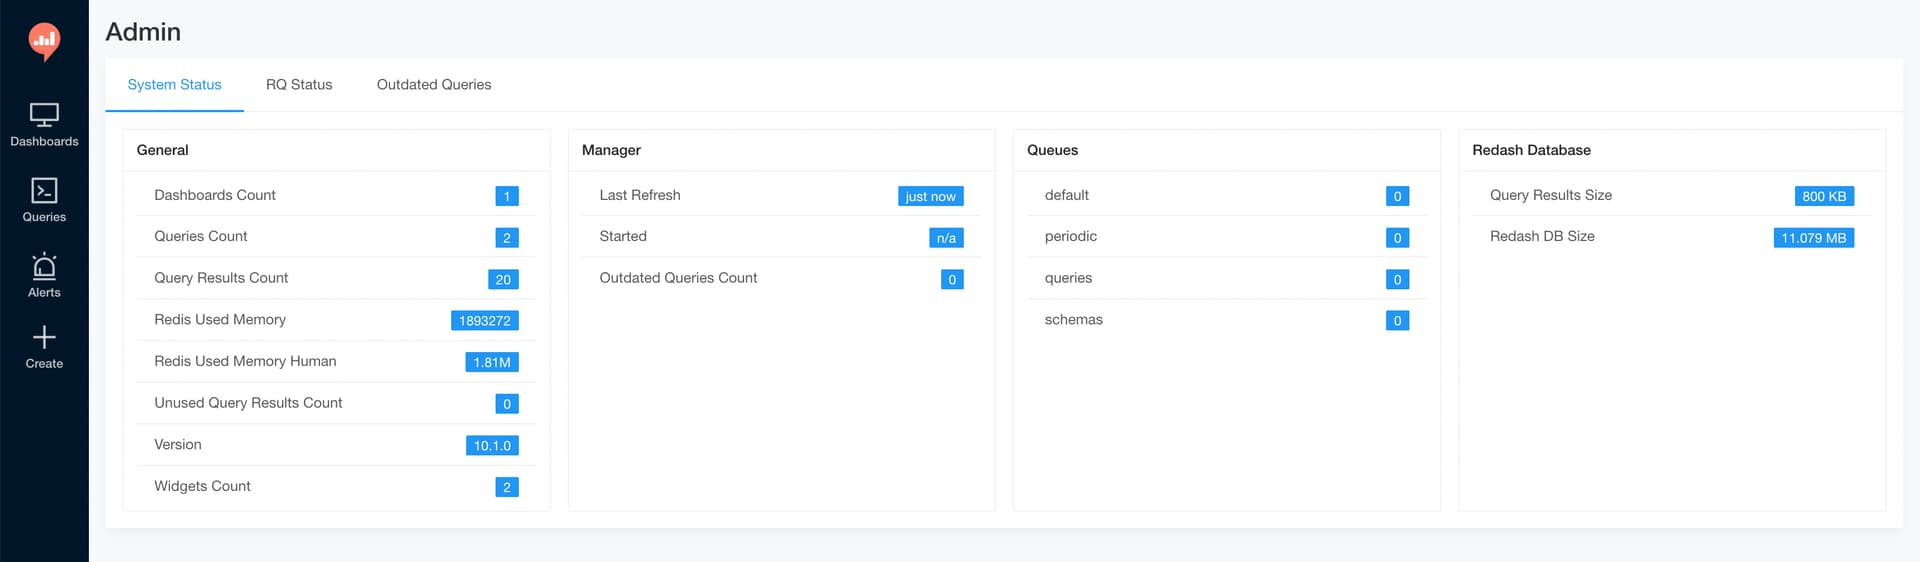 Admin
Dashboards
Queries
Alerts
Create
System Status RQ Status Outdated Queries
General
Dashboards Count 1
Queries Count 2
Query Results Count 20
Redis Used Memory 1893272
Redis Used Memory Human 1.81M
Unused Query Results Count 0
Version 10.1.0
Widgets Count 2
Manager
Last Refresh just now
Started n/a
Outdated Queries Count 0
Queues
default 0
periodic 0
queries 0
schemas 0
Redash Database
Query Results Size 800 KB
Redash DB Size 11.079 MB